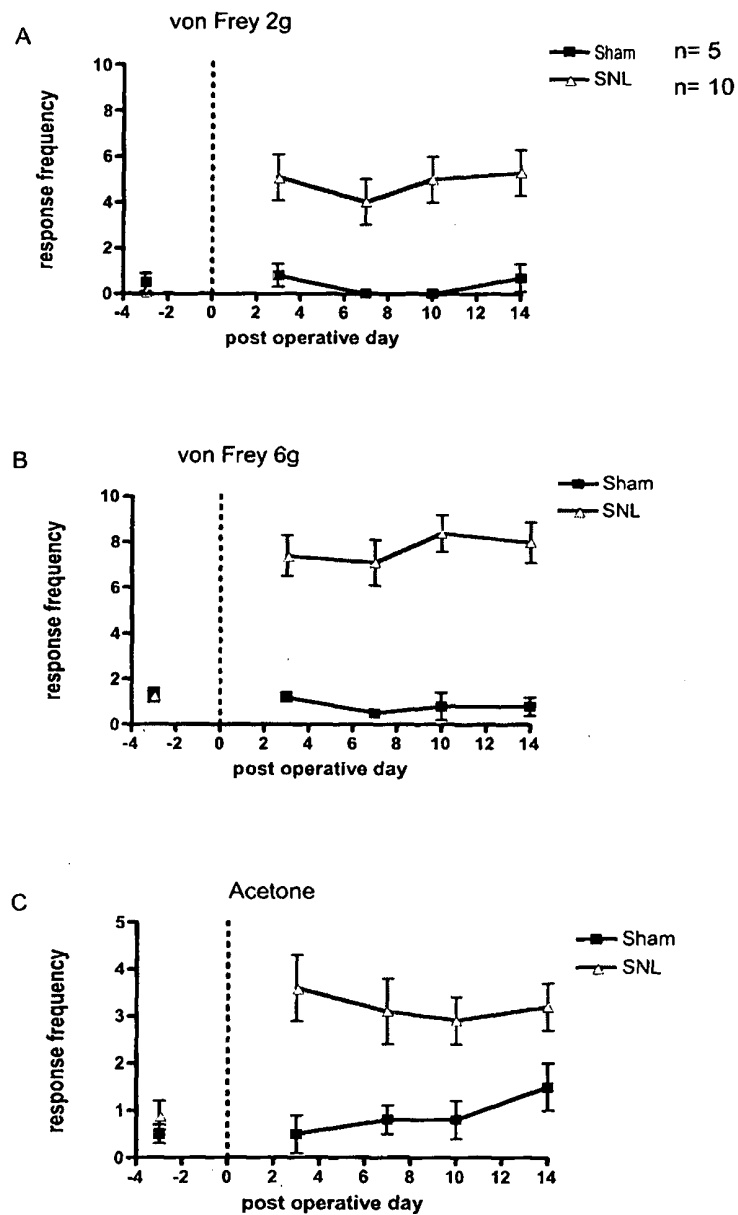 A
von Frey 2g
Sham n= 5
SNL n= 10
response frequency
10
8
6
4
2
0
-4 -2 0 2 4 6 8 10 12 14
post operative day
B
von Frey 6g
Sham
SNL
response frequency
10
8
6
4
2
0
-4 -2 0 2 4 6 8 10 12 14
post operative day
C
Acetone
Sham
SNL
response frequency
5
4
3
2
1
0
-4 -2 0 2 4 6 8 10 12 14
post operative day